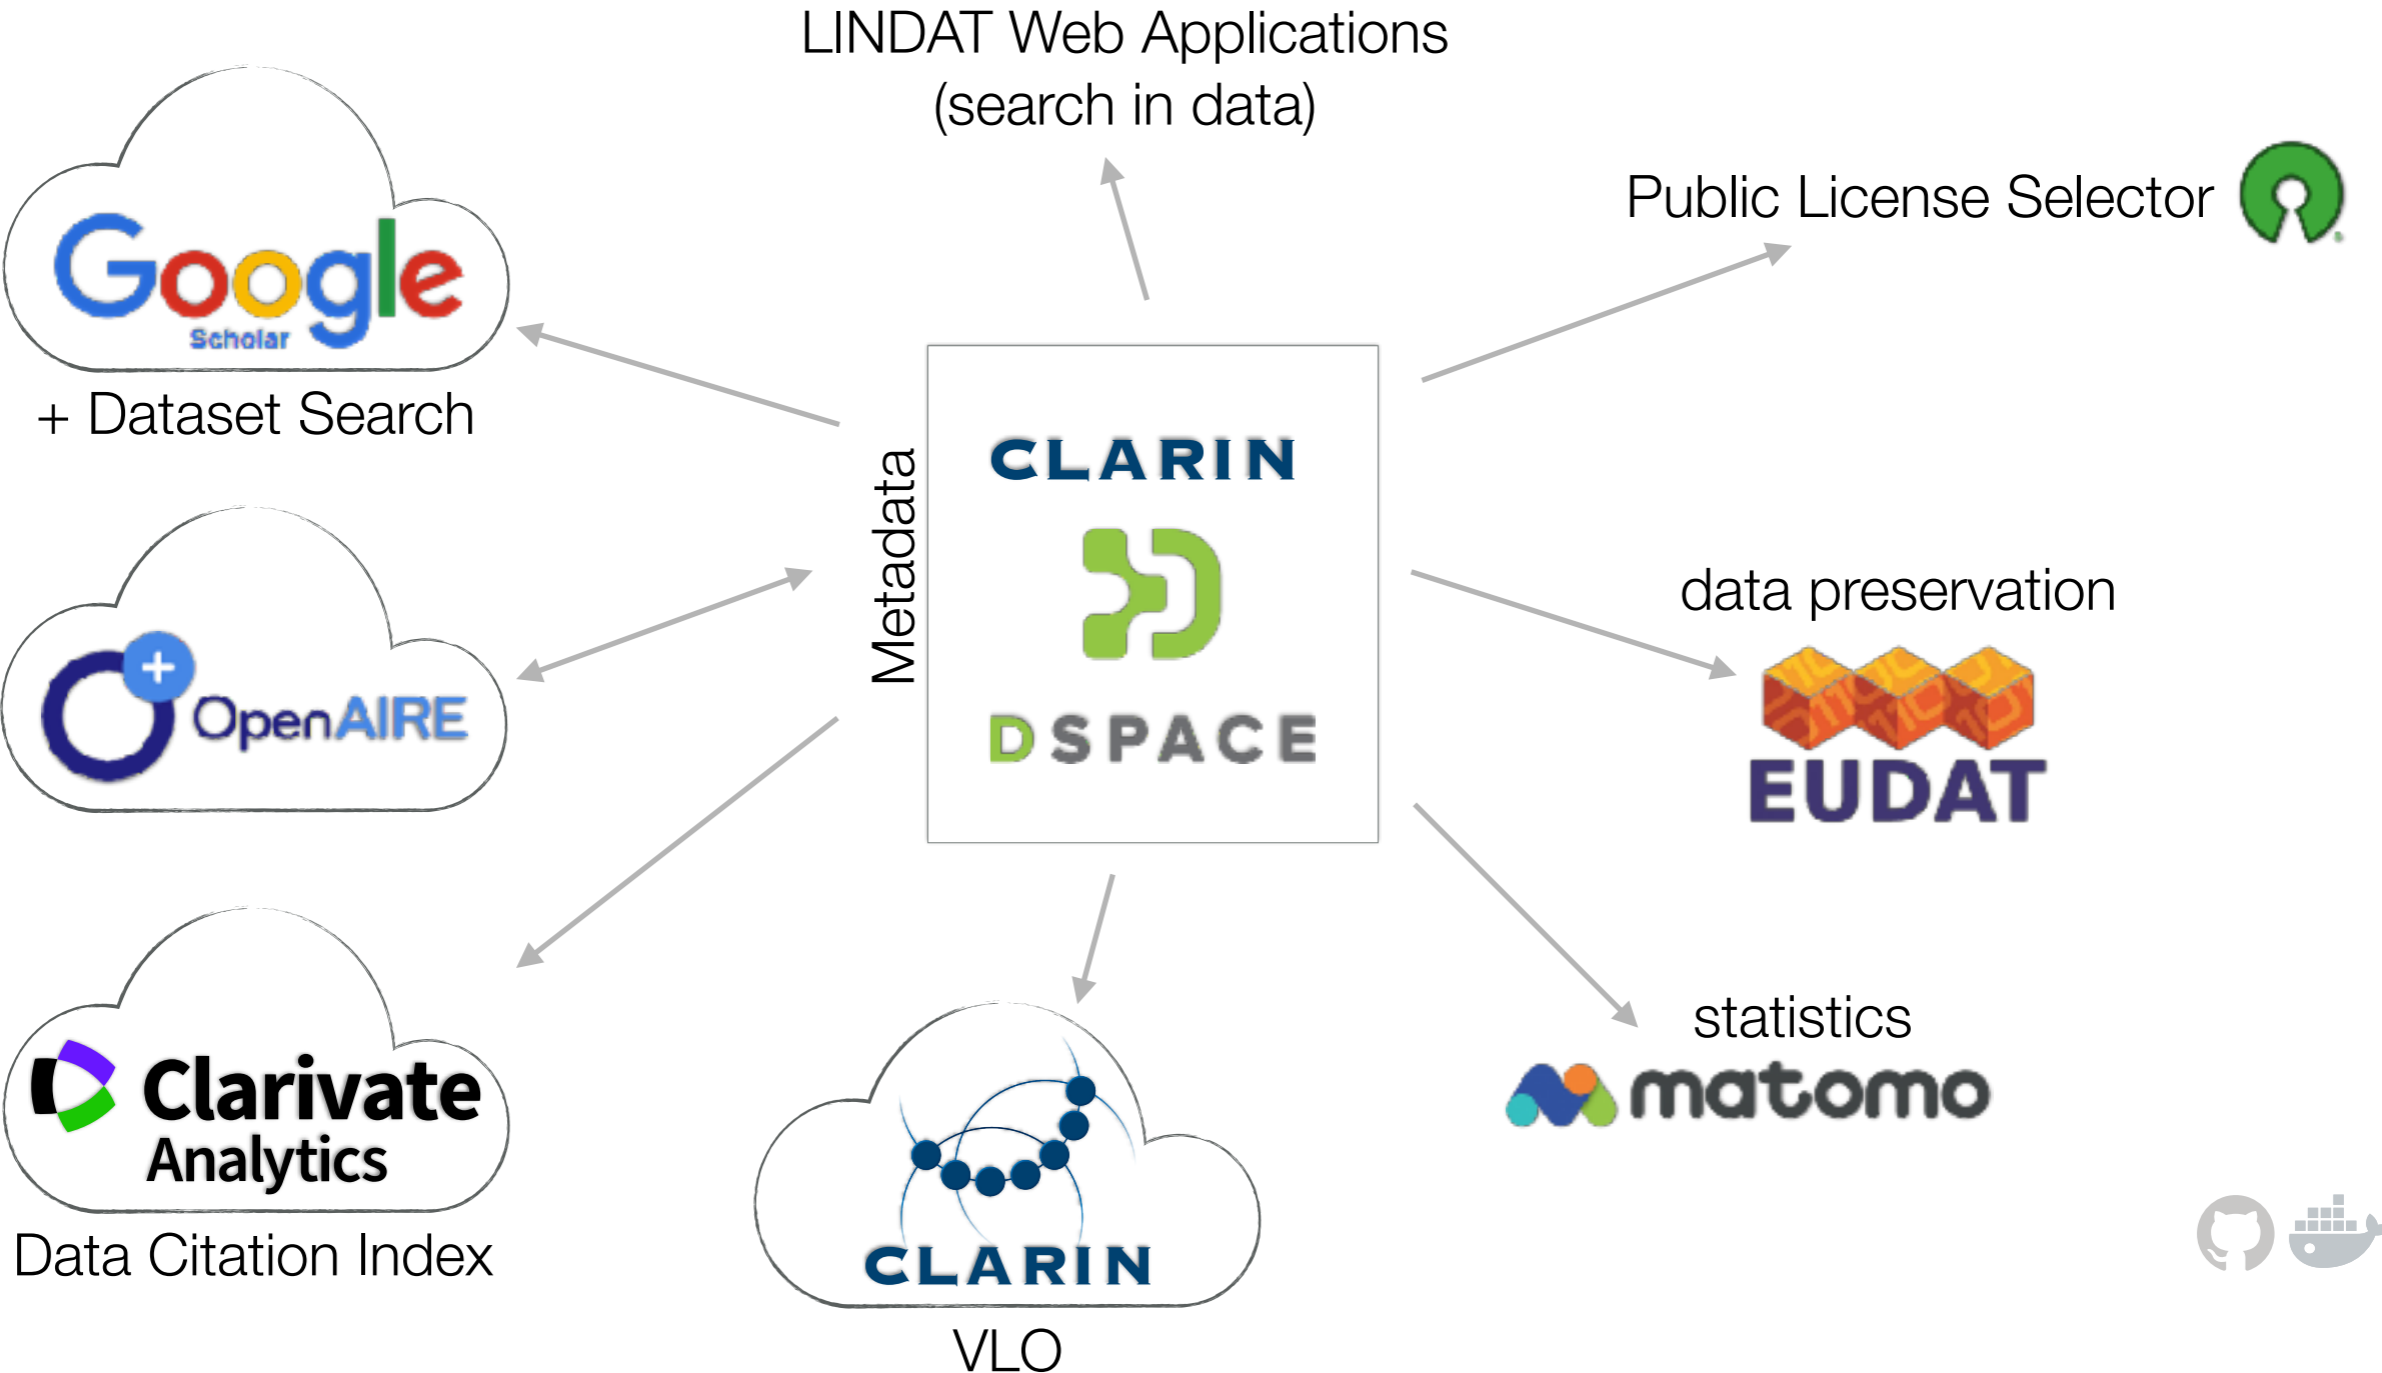 LINDAT Web Applications
(search in data)
Google
Scholar
+ Dataset Search
Public License Selector
Metadata
CLARIN
DSPACE
OpenAIRE
data preservation
EUDAT
Clarivate
Analytics
Data Citation Index
statistics
matomo
CLARIN
VLO